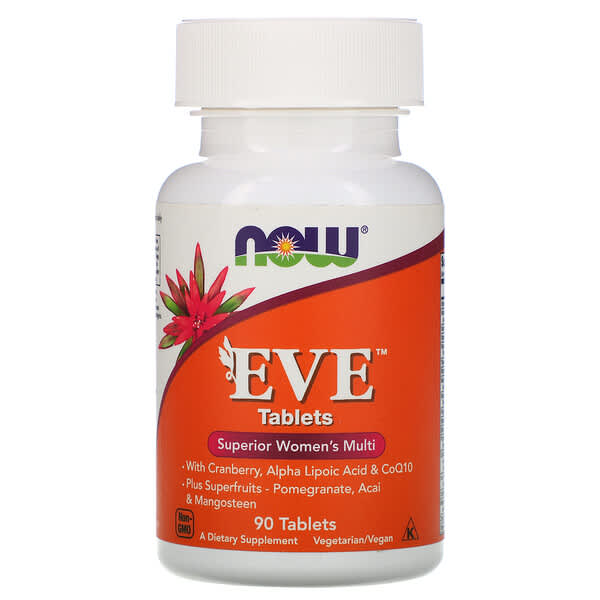 NOW®
EVE™
Tablets
Superior Women's Multi
• With Cranberry, Alpha Lipoic Acid & CoQ10
• Plus Superfruits - Pomegranate, Acai
& Mangosteen
90 Tablets
Non-
GMO
A Dietary Supplement Vegetarian/Vegan
K